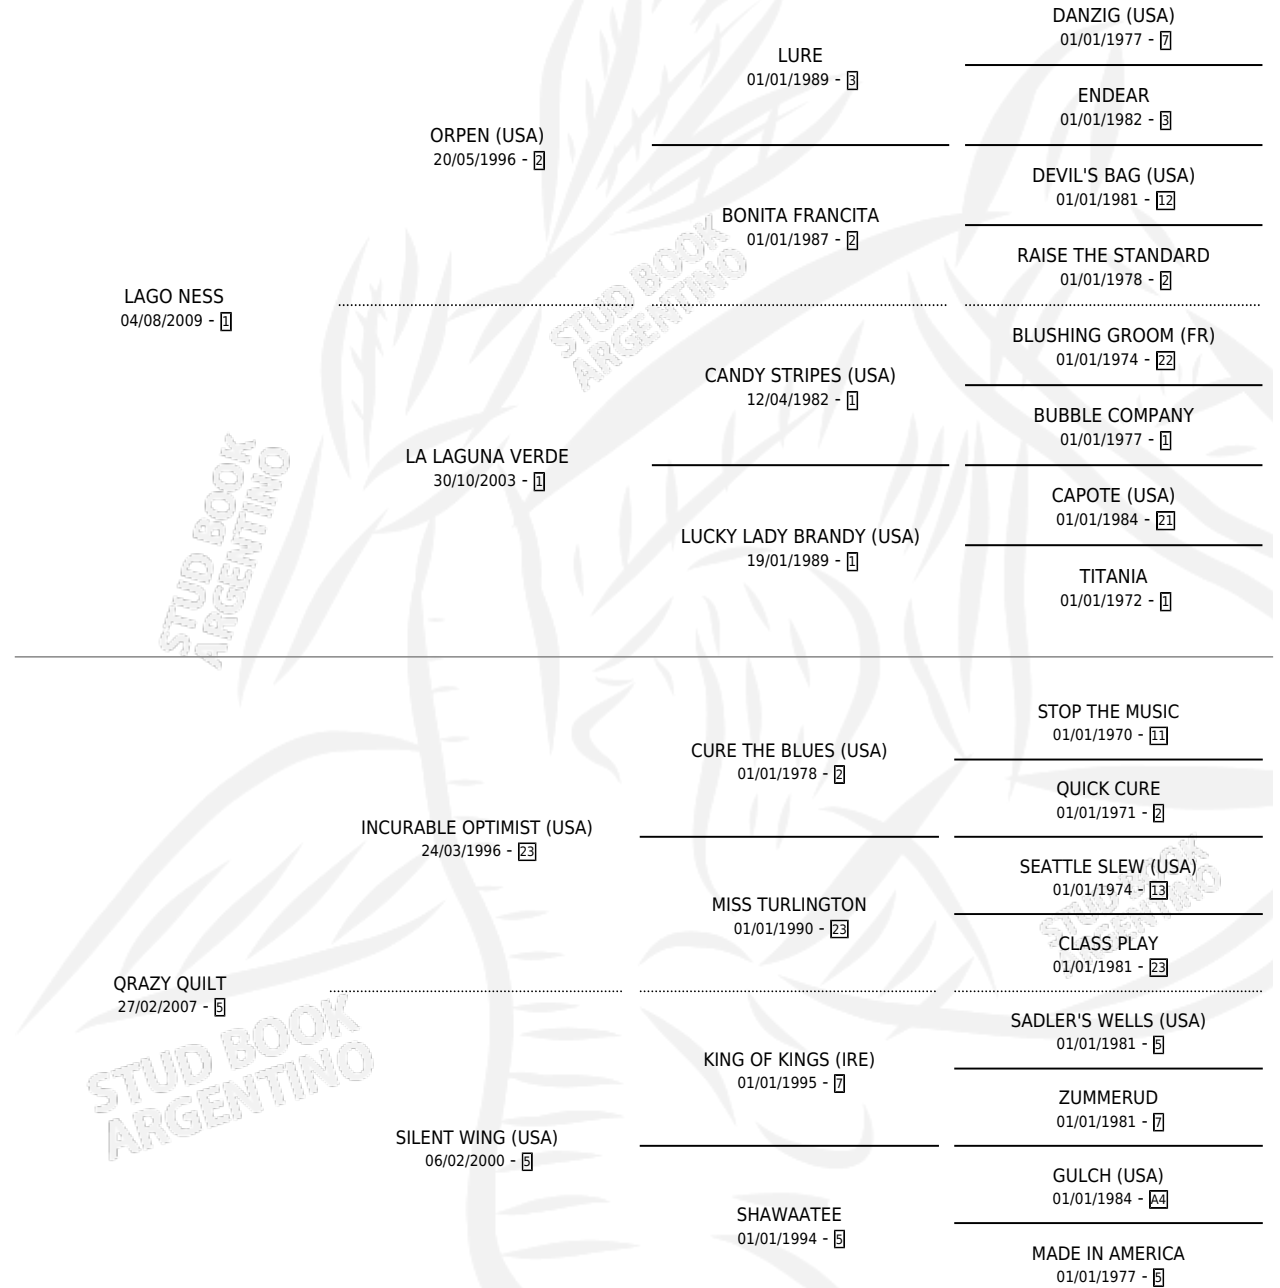 DANZIG (USA)
01/01/1977 - 7
LURE
01/01/1989 - 3
ENDEAR
01/01/1982 - 3
ORPEN (USA)
20/05/1996 - 2
DEVIL'S BAG (USA)
01/01/1981 - 12
BONITA FRANCITA
01/01/1987 - 2
RAISE THE STANDARD
01/01/1978 - 2
LAGO NESS
04/08/2009 - 1
BLUSHING GROOM (FR)
01/01/1974 - 22
CANDY STRIPES (USA)
12/04/1982 - 1
BUBBLE COMPANY
01/01/1977 - 1
LA LAGUNA VERDE
30/10/2003 - 1
CAPOTE (USA)
01/01/1984 - 21
LUCKY LADY BRANDY (USA)
19/01/1989 - 1
TITANIA
01/01/1972 - 1
STUD BOOK
ARGENTINO
STUD BOOK
ARGENTINO
STOP THE MUSIC
01/01/1970 - 11
CURE THE BLUES (USA)
01/01/1978 - 2
QUICK CURE
01/01/1971 - 2
INCURABLE OPTIMIST (USA)
24/03/1996 - 23
SEATTLE SLEW (USA)
01/01/1974 - 13
MISS TURLINGTON
01/01/1990 - 23
CLASS PLAY
01/01/1981 - 23
QRAZY QUILT
27/02/2007 - 5
SADLER'S WELLS (USA)
01/01/1981 - 5
KING OF KINGS (IRE)
01/01/1995 - 7
ZUMMERUD
01/01/1981 - 7
SILENT WING (USA)
06/02/2000 - 5
GULCH (USA)
01/01/1984 - A4
SHAWAATEE
01/01/1994 - 5
MADE IN AMERICA
01/01/1977 - 5
STUD BOOK
ARGENTINO
STUD BOOK
ARGENTINO